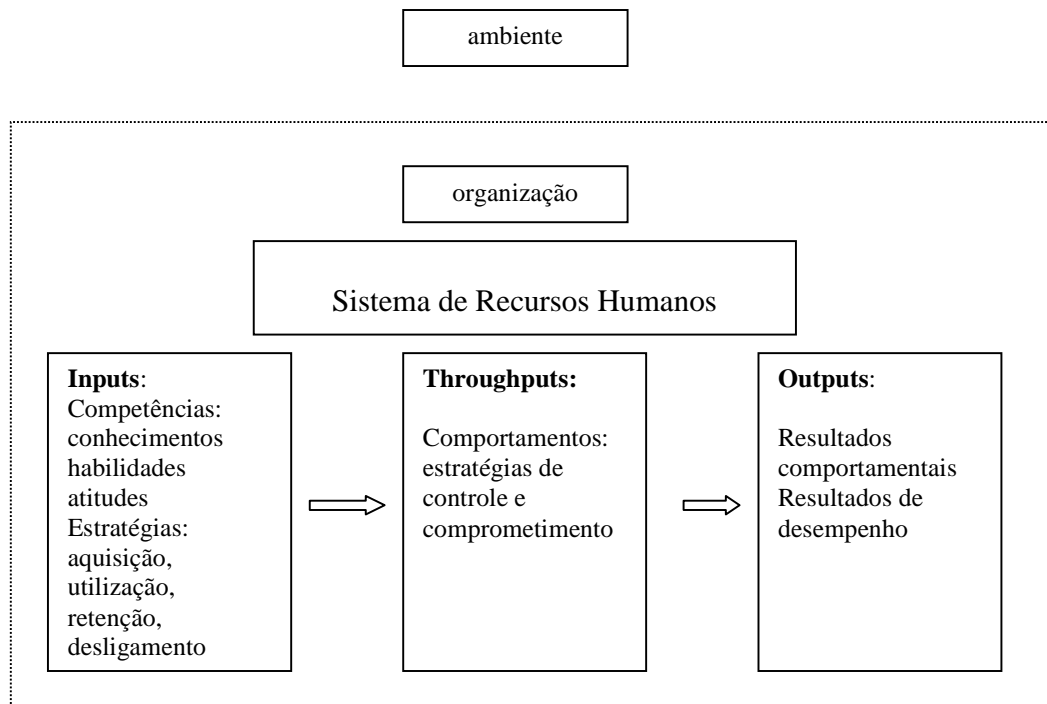 ambiente
organização
Sistema de Recursos Humanos
Inputs:
Competências:
conhecimentos
habilidades
atitudes
Estratégias:
aquisição,
utilização,
retenção,
desligamento
Throughputs:
Comportamentos:
estratégias de
controle e
comprometimento
Outputs:
Resultados
comportamentais
Resultados de
desempenho